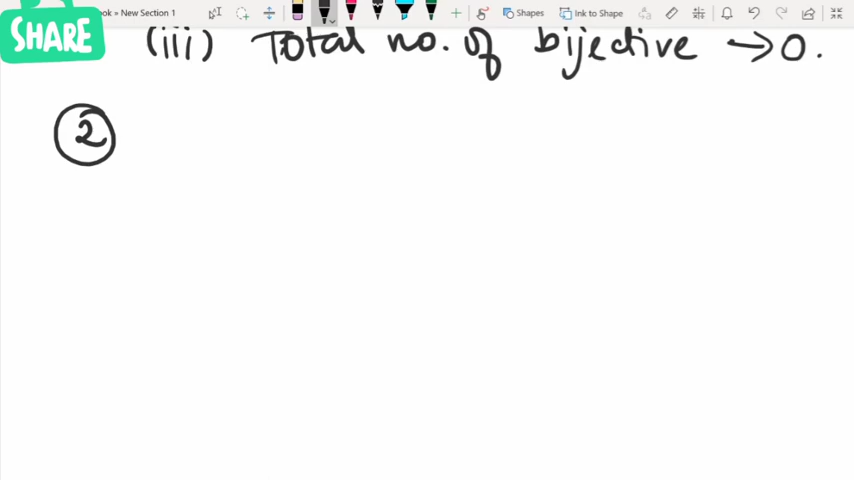 ook » New Section 1
Shapes
Ink to Shape
SHARE
(iii) Total no. of bijective → 0.
2